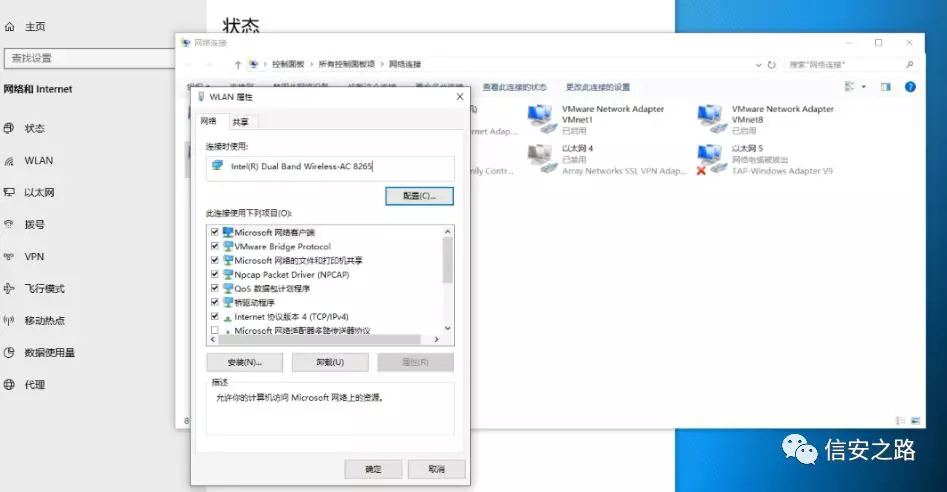 主页
查找设置
网络和 Internet
状态
WLAN
以太网
拨号
VPN
飞行模式
移动热点
数据使用量
代理
状态
网络连接
控制面板 › 所有控制面板项 › 网络连接
搜索"网络连接"
查看此连接的状态
更改此连接的设置
VMware Network Adapter
VMnet1
已启用
VMware Network Adapter
VMnet8
已启用
以太网 4
已禁用
Array Networks SSL VPN Adap...
以太网 5
网络电缆被拔出
TAP-Windows Adapter V9
rnet Adap...
mily Contr...
WLAN 属性
网络
共享
连接时使用:
Intel(R) Dual Band Wireless-AC 8265
配置(C)...
此连接使用下列项目(O):
Microsoft 网络客户端
VMware Bridge Protocol
Microsoft 网络的文件和打印机共享
Npcap Packet Driver (NPCAP)
QoS 数据包计划程序
桥驱动程序
Internet 协议版本 4 (TCP/IPv4)
Microsoft 网络适配器多路传送器协议
安装(N)...
卸载(U)
属性(R)
描述
允许你的计算机访问 Microsoft 网络上的资源。
确定
取消
8
信安之路